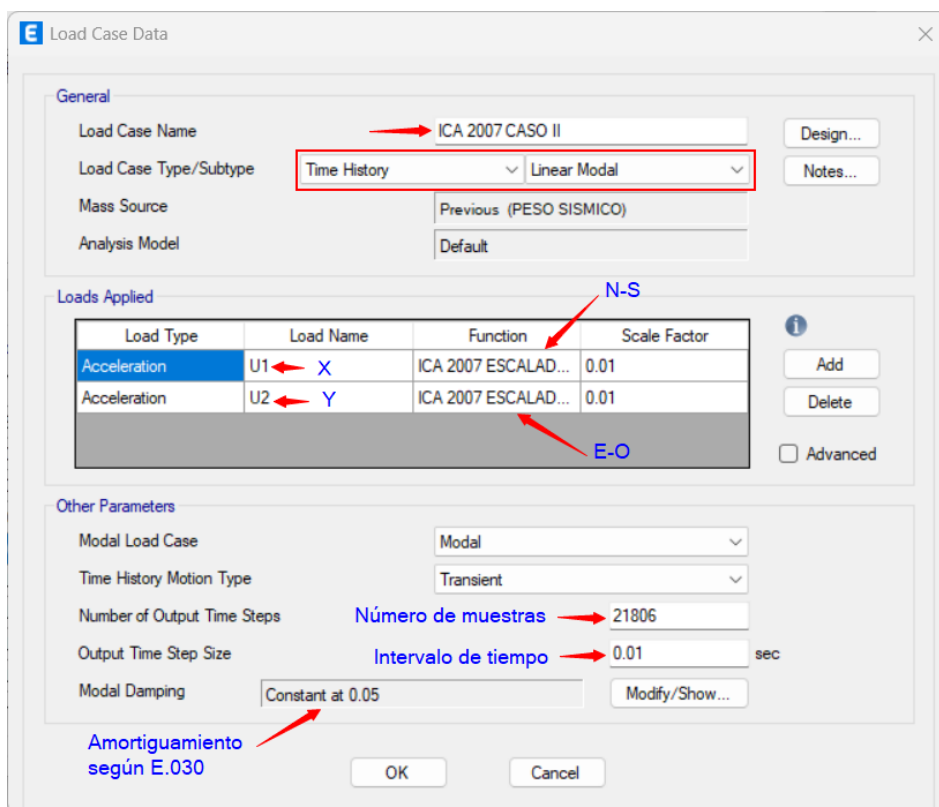 E Load Case Data
General
Load Case Name ICA 2007 CASO II Design...
Load Case Type/Subtype Time History Linear Modal Notes...
Mass Source Previous (PESO SISMICO)
Analysis Model Default
Loads Applied
N-S
Load Type Load Name Function Scale Factor
Acceleration U1 X ICA 2007 ESCALAD... 0.01 Add
Acceleration U2 Y ICA 2007 ESCALAD... 0.01 Delete
E-O
Advanced
Other Parameters
Modal Load Case Modal
Time History Motion Type Transient
Number of Output Time Steps Número de muestras 21806
Output Time Step Size Intervalo de tiempo 0.01 sec
Modal Damping Constant at 0.05 Modify/Show...
Amortiguamiento
según E.030
OK Cancel